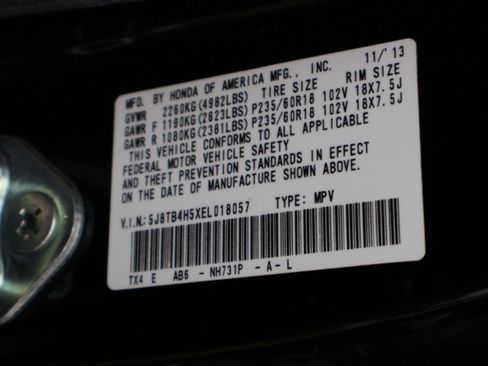 MFD. BY HONDA OF AMERICA MFG., INC. 11/'13
GVWR 2260KG(4982LBS) TIRE SIZE RIM SIZE
GAWR F 1190KG(2623LBS) P235/60R18 102V 18X7.5J
GAWR R 1080KG(2381LBS) P235/60R18 102V 18X7.5J
THIS VEHICLE CONFORMS TO ALL APPLICABLE
FEDERAL MOTOR VEHICLE SAFETY
AND THEFT PREVENTION STANDARDS IN EFFECT
ON THE DATE OF MANUFACTURE SHOWN ABOVE.
V.I.N.:5J8TB4H5XEL018057 TYPE: MPV
TX4 E AB6 - NH731P - A - L